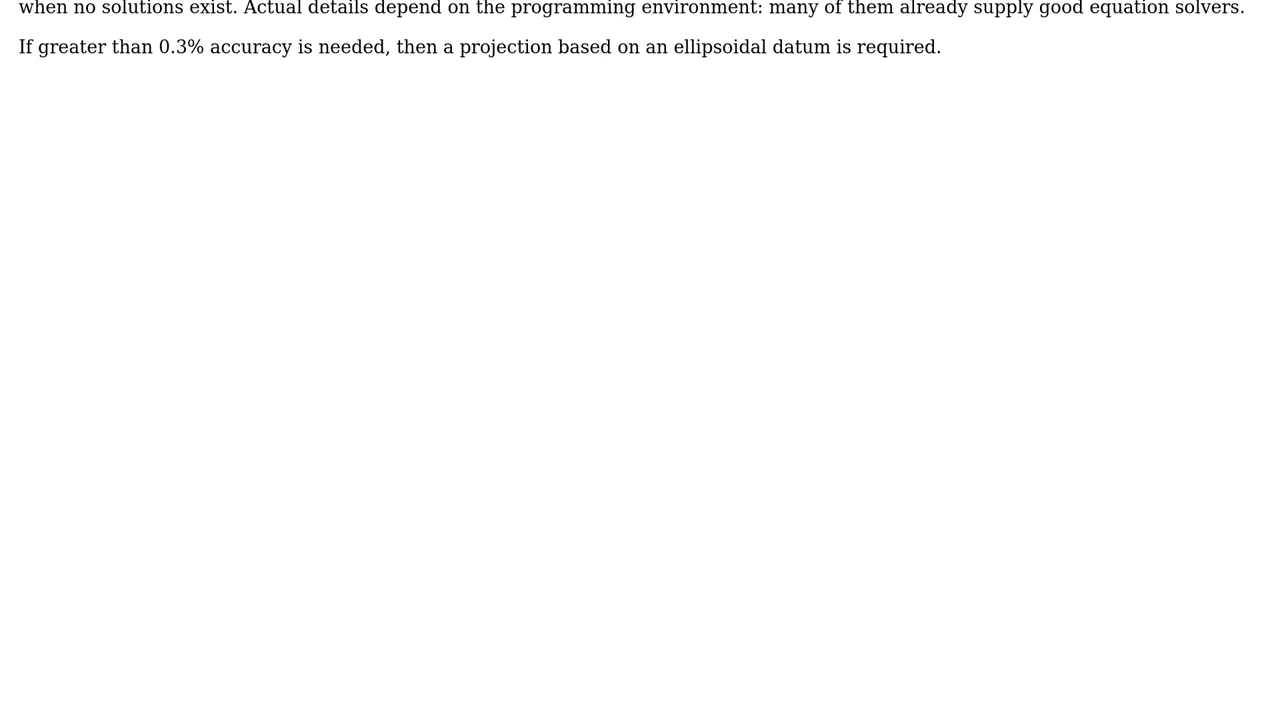 when no solutions exist. Actual details depend on the programming environment: many of them already supply good equation solvers.
If greater than 0.3% accuracy is needed, then a projection based on an ellipsoidal datum is required.